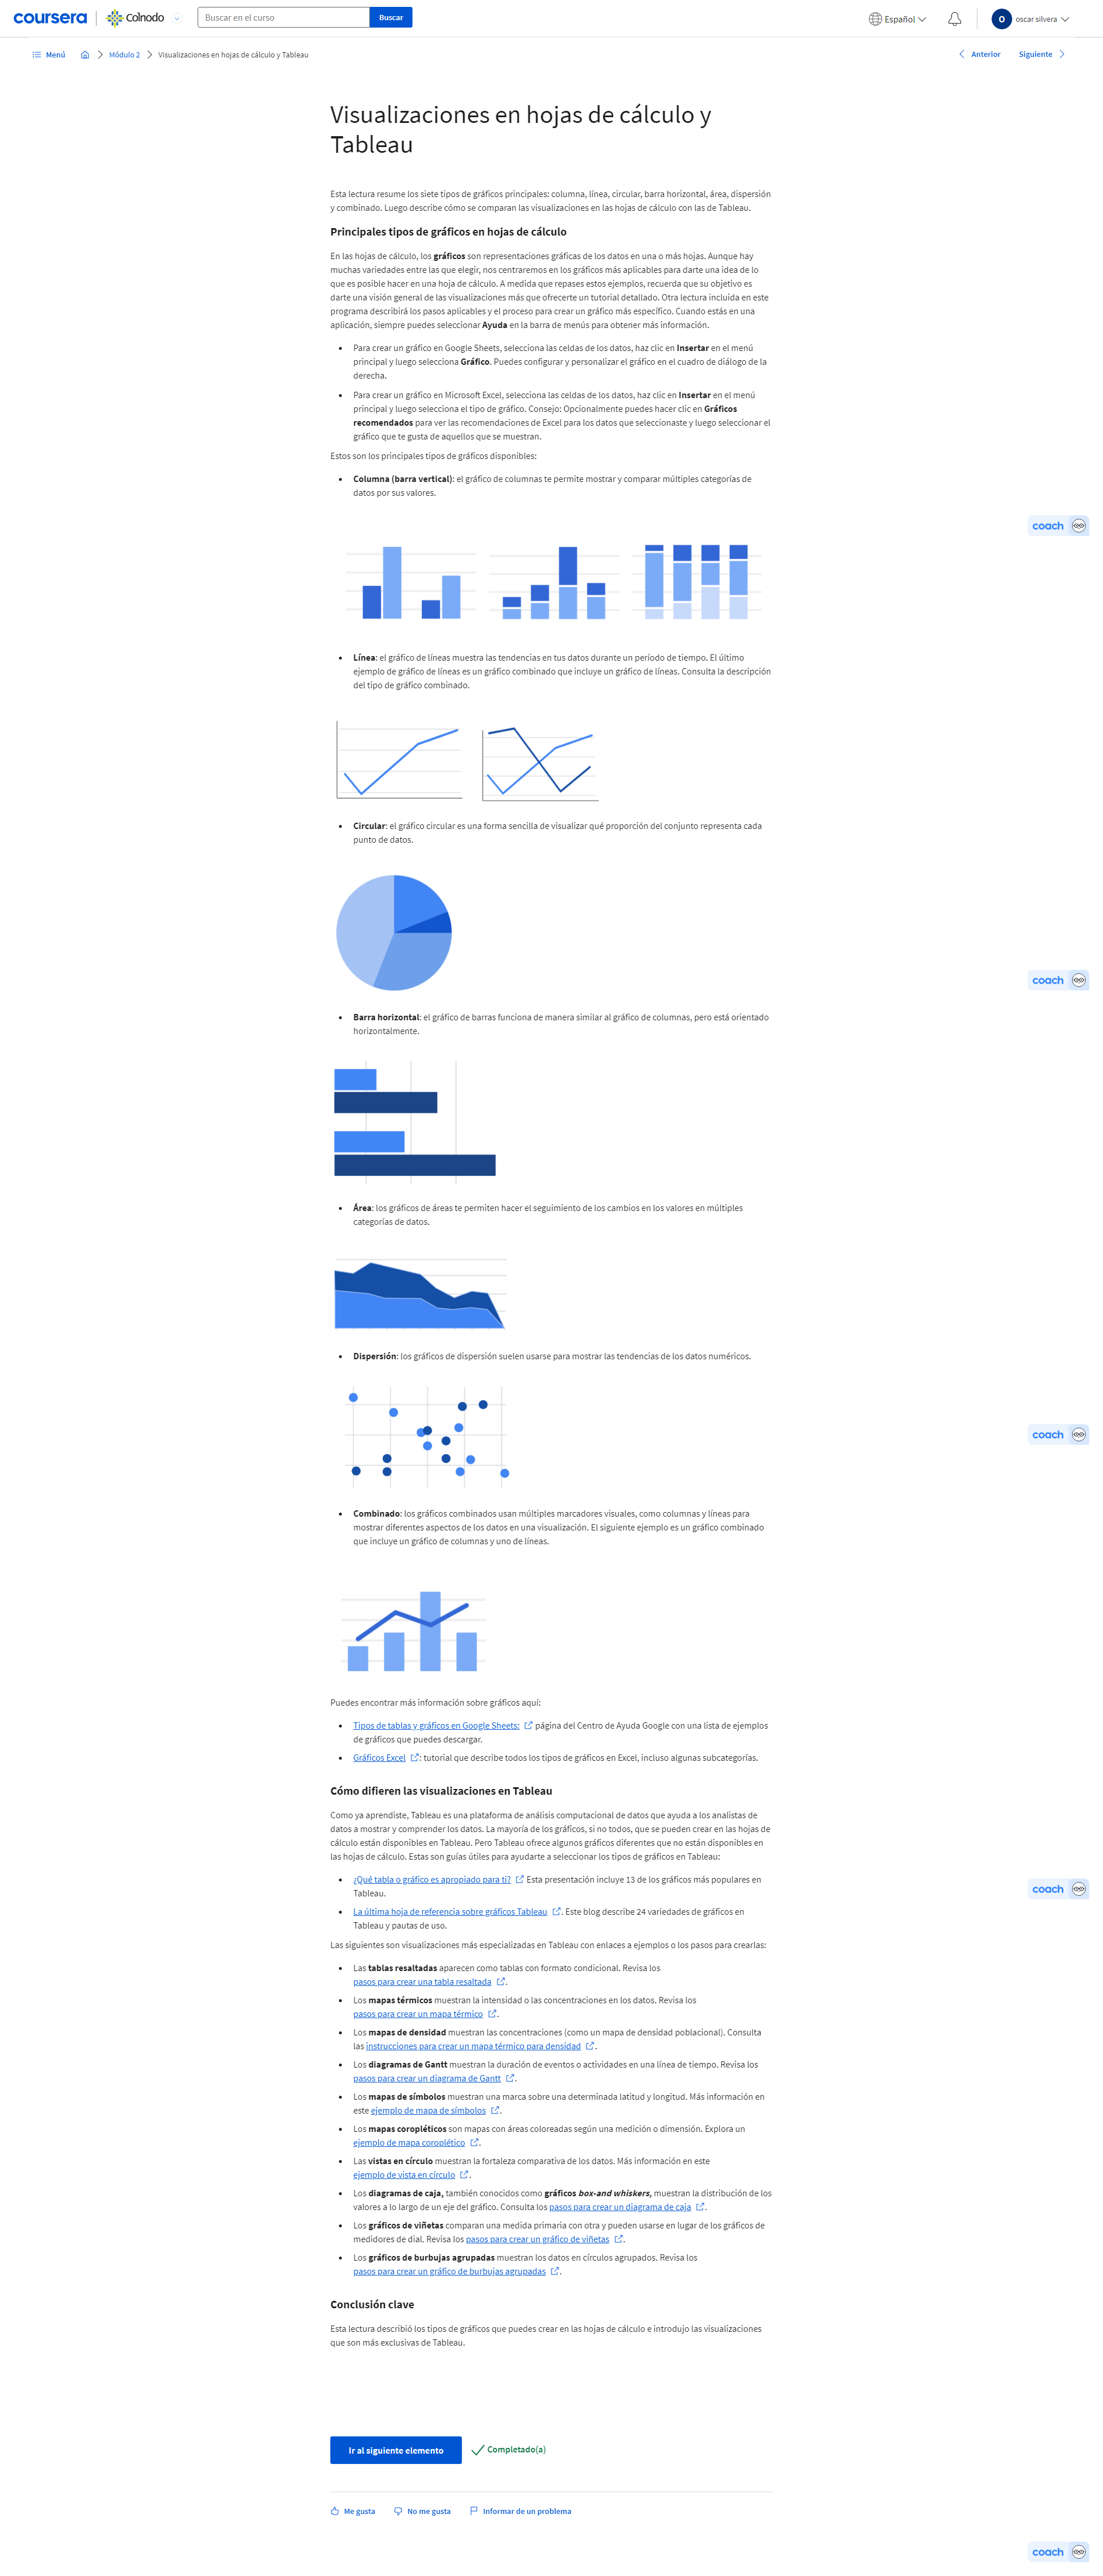 coursera
Colnodo
Buscar en el curso
Buscar
Español
O
oscar silvera
Menú
Módulo 2
Visualizaciones en hojas de cálculo y Tableau
Anterior
Siguiente
Visualizaciones en hojas de cálculo y
Tableau
Esta lectura resume los siete tipos de gráficos principales: columna, línea, circular, barra horizontal, área, dispersión
y combinado. Luego describe cómo se comparan las visualizaciones en las hojas de cálculo con las de Tableau.
Principales tipos de gráficos en hojas de cálculo
En las hojas de cálculo, los gráficos son representaciones gráficas de los datos en una o más hojas. Aunque hay
muchas variedades entre las que elegir, nos centraremos en los gráficos más aplicables para darte una idea de lo
que es posible hacer en una hoja de cálculo. A medida que repases estos ejemplos, recuerda que su objetivo es
darte una visión general de las visualizaciones más que ofrecerte un tutorial detallado. Otra lectura incluida en este
programa describirá los pasos aplicables y el proceso para crear un gráfico más específico. Cuando estás en una
aplicación, siempre puedes seleccionar Ayuda en la barra de menús para obtener más información.
Para crear un gráfico en Google Sheets, selecciona las celdas de los datos, haz clic en Insertar en el menú
principal y luego selecciona Gráfico. Puedes configurar y personalizar el gráfico en el cuadro de diálogo de la
derecha.
Para crear un gráfico en Microsoft Excel, selecciona las celdas de los datos, haz clic en Insertar en el menú
principal y luego selecciona el tipo de gráfico. Consejo: Opcionalmente puedes hacer clic en Gráficos
recomendados para ver las recomendaciones de Excel para los datos que seleccionaste y luego seleccionar el
gráfico que te gusta de aquellos que se muestran.
Estos son los principales tipos de gráficos disponibles:
Columna (barra vertical): el gráfico de columnas te permite mostrar y comparar múltiples categorías de
datos por sus valores.
coach
Línea: el gráfico de líneas muestra las tendencias en tus datos durante un período de tiempo. El último
ejemplo de gráfico de líneas es un gráfico combinado que incluye un gráfico de líneas. Consulta la descripción
del tipo de gráfico combinado.
Circular: el gráfico circular es una forma sencilla de visualizar qué proporción del conjunto representa cada
punto de datos.
coach
Barra horizontal: el gráfico de barras funciona de manera similar al gráfico de columnas, pero está orientado
horizontalmente.
Área: los gráficos de áreas te permiten hacer el seguimiento de los cambios en los valores en múltiples
categorías de datos.
Dispersión: los gráficos de dispersión suelen usarse para mostrar las tendencias de los datos numéricos.
coach
Combinado: los gráficos combinados usan múltiples marcadores visuales, como columnas y líneas para
mostrar diferentes aspectos de los datos en una visualización. El siguiente ejemplo es un gráfico combinado
que incluye un gráfico de columnas y uno de líneas.
Puedes encontrar más información sobre gráficos aquí:
Tipos de tablas y gráficos en Google Sheets: página del Centro de Ayuda Google con una lista de ejemplos
de gráficos que puedes descargar.
Gráficos Excel: tutorial que describe todos los tipos de gráficos en Excel, incluso algunas subcategorías.
Cómo difieren las visualizaciones en Tableau
Como ya aprendiste, Tableau es una plataforma de análisis computacional de datos que ayuda a los analistas de
datos a mostrar y comprender los datos. La mayoría de los gráficos, si no todos, que se pueden crear en las hojas de
cálculo están disponibles en Tableau. Pero Tableau ofrece algunos gráficos diferentes que no están disponibles en
las hojas de cálculo. Estas son guías útiles para ayudarte a seleccionar los tipos de gráficos en Tableau:
¿Qué tabla o gráfico es apropiado para ti? Esta presentación incluye 13 de los gráficos más populares en
Tableau.
coach
La última hoja de referencia sobre gráficos Tableau. Este blog describe 24 variedades de gráficos en
Tableau y pautas de uso.
Las siguientes son visualizaciones más especializadas en Tableau con enlaces a ejemplos o los pasos para crearlas:
Las tablas resaltadas aparecen como tablas con formato condicional. Revisa los
pasos para crear una tabla resaltada.
Los mapas térmicos muestran la intensidad o las concentraciones en los datos. Revisa los
pasos para crear un mapa térmico.
Los mapas de densidad muestran las concentraciones (como un mapa de densidad poblacional). Consulta
las instrucciones para crear un mapa térmico para densidad.
Los diagramas de Gantt muestran la duración de eventos o actividades en una línea de tiempo. Revisa los
pasos para crear un diagrama de Gantt.
Los mapas de símbolos muestran una marca sobre una determinada latitud y longitud. Más información en
este ejemplo de mapa de símbolos.
Los mapas coropléticos son mapas con áreas coloreadas según una medición o dimensión. Explora un
ejemplo de mapa coroplético.
Las vistas en círculo muestran la fortaleza comparativa de los datos. Más información en este
ejemplo de vista en círculo.
Los diagramas de caja, también conocidos como gráficos box-and whiskers, muestran la distribución de los
valores a lo largo de un eje del gráfico. Consulta los pasos para crear un diagrama de caja.
Los gráficos de viñetas comparan una medida primaria con otra y pueden usarse en lugar de los gráficos de
medidores de dial. Revisa los pasos para crear un gráfico de viñetas.
Los gráficos de burbujas agrupadas muestran los datos en círculos agrupados. Revisa los
pasos para crear un gráfico de burbujas agrupadas.
Conclusión clave
Esta lectura describió los tipos de gráficos que puedes crear en las hojas de cálculo e introdujo las visualizaciones
que son más exclusivas de Tableau.
Ir al siguiente elemento
Completado(a)
Me gusta
No me gusta
Informar de un problema
coach